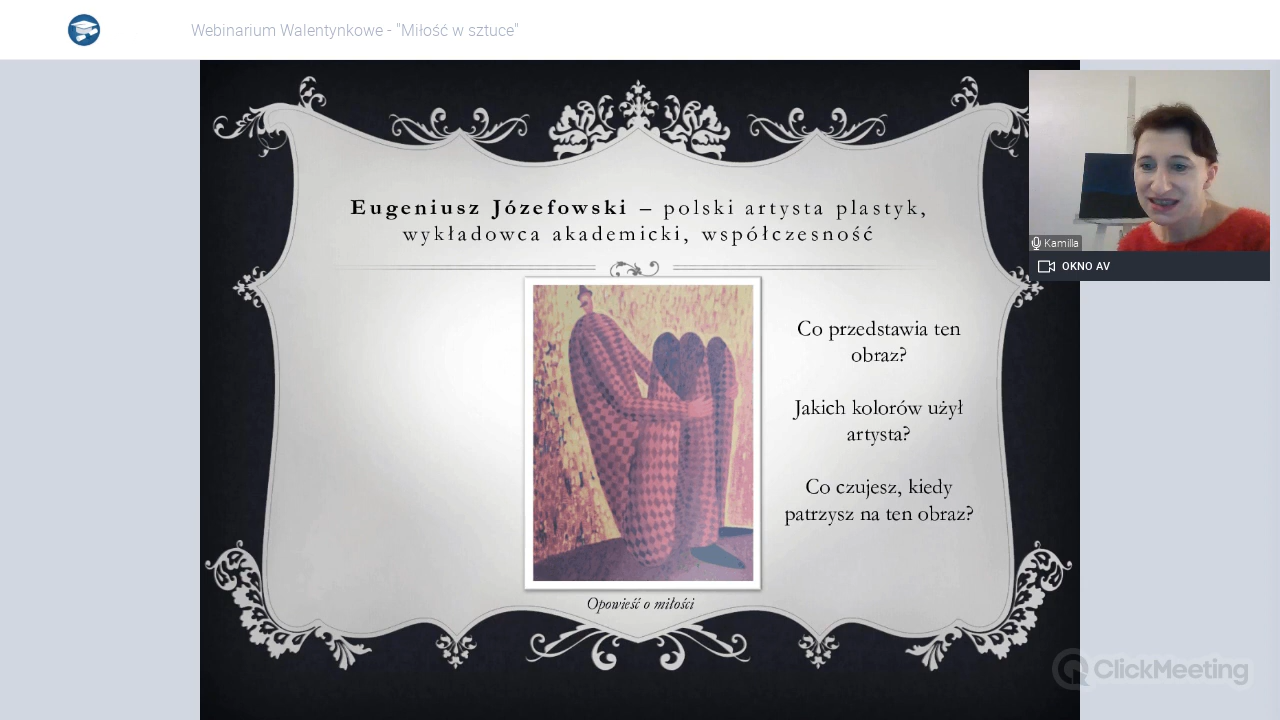 Webinarium Walentynkowe - "Miłość w sztuce"
Eugeniusz Józefowski – polski artysta plastyk,
wykładowca akademicki, współczesność
Co przedstawia ten
obraz?
Jakich kolorów użył
artysta?
Co czujesz, kiedy
patrzysz na ten obraz?
Opowieść o miłości
Kamilla
OKNO AV
ClickMeeting